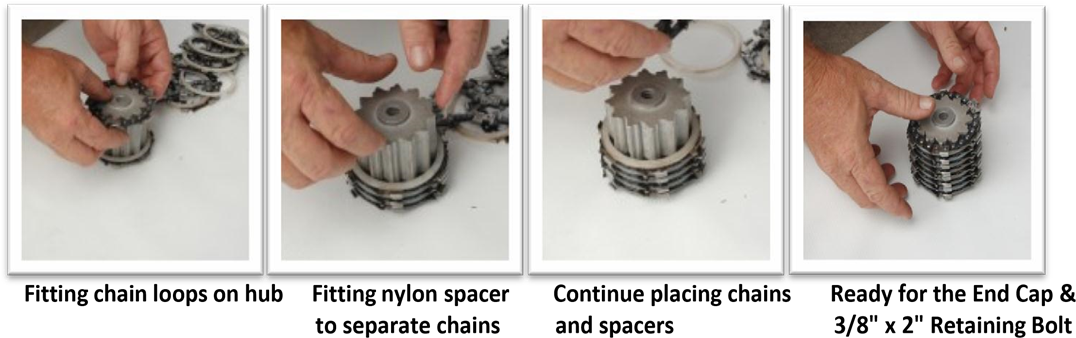 Fitting chain loops on hub
Fitting nylon spacer
to separate chains
Continue placing chains
and spacers
Ready for the End Cap &
3/8" x 2" Retaining Bolt